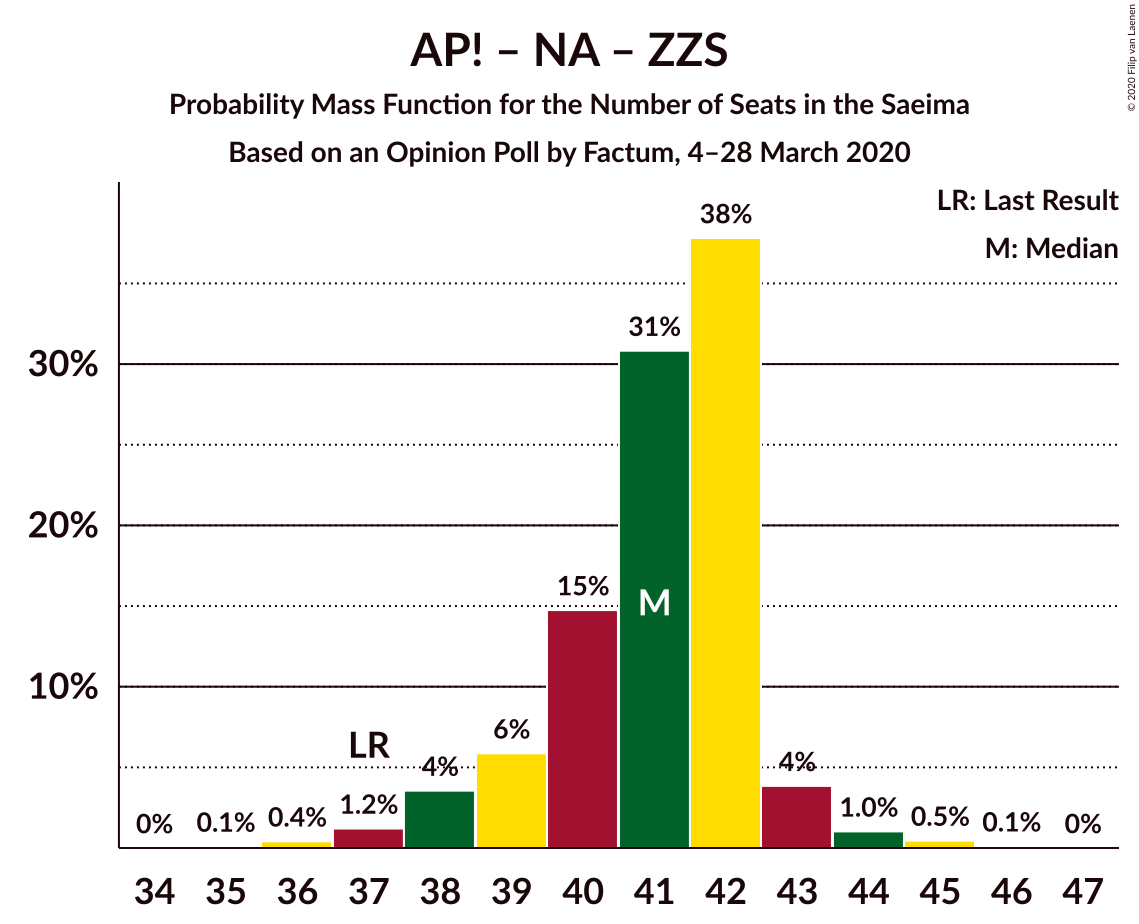 AP! – NA – ZZS
Probability Mass Function for the Number of Seats in the Saeima
Based on an Opinion Poll by Factum, 4–28 March 2020
© 2020 Filip van Laenen
LR: Last Result
M: Median
38%
31%
30%
20%
15%
M
10%
LR
6%
4%
4%
1.2%
1.0%
0%
0.1%
0.4%
0.5%
0.1%
0%
34 35 36 37 38 39 40 41 42 43 44 45 46 47